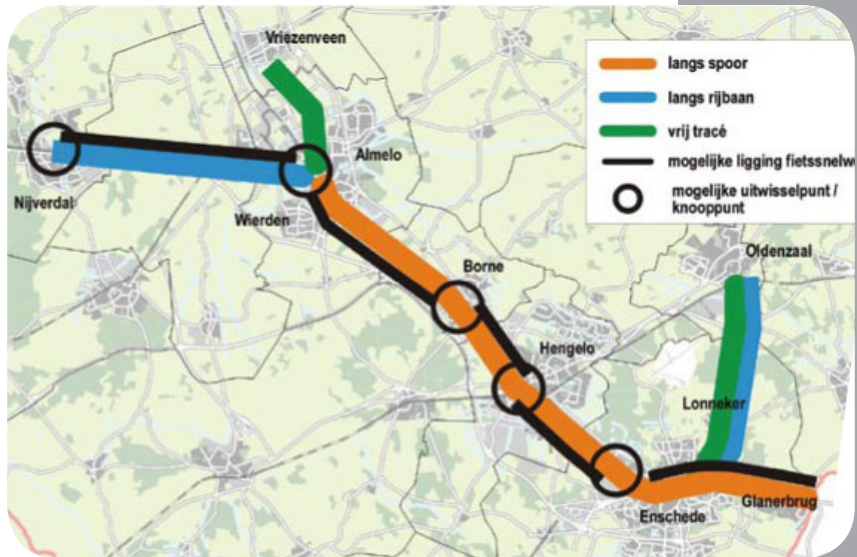 Vriezenveen
Almelo
Nijverdal
Wierden
Borne
Oldenzaal
Hengelo
Lonneker
Enschede
Glanerbrug
langs spoor
langs rijbaan
vrij tracé
mogelijke ligging
mogelijke uitwisselpunt /
knooppunt